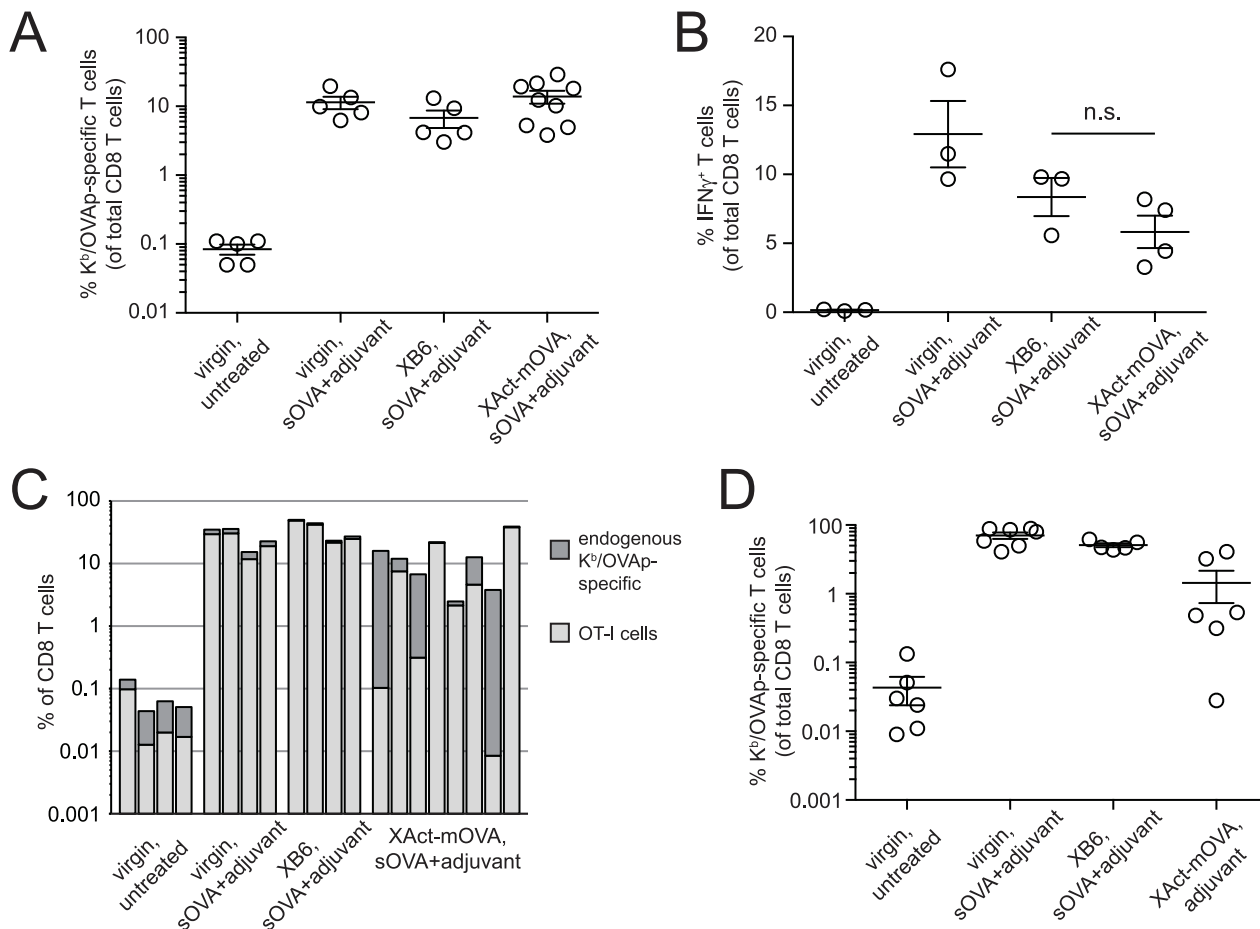 A
% Kᵇ/OVAp-specific T cells
(of total CD8 T cells)
100
10
1
0.1
0.01
virgin,
untreated
virgin,
sOVA+adjuvant
XB6,
sOVA+adjuvant
XAct-mOVA,
sOVA+adjuvant
B
% IFNγ⁺ T cells
(of total CD8 T cells)
20
15
10
5
0
n.s.
virgin,
untreated
virgin,
sOVA+adjuvant
XB6,
sOVA+adjuvant
XAct-mOVA,
sOVA+adjuvant
C
% of CD8 T cells
100
10
1
0.1
0.01
0.001
endogenous
Kᵇ/OVAp-
specific
OT-I cells
virgin,
untreated
virgin,
sOVA+adjuvant
XB6,
sOVA+adjuvant
XAct-mOVA,
sOVA+adjuvant
D
% Kᵇ/OVAp-specific T cells
(of total CD8 T cells)
100
10
1
0.1
0.01
0.001
virgin,
untreated
virgin,
sOVA+adjuvant
XB6,
sOVA+adjuvant
XAct-mOVA,
adjuvant